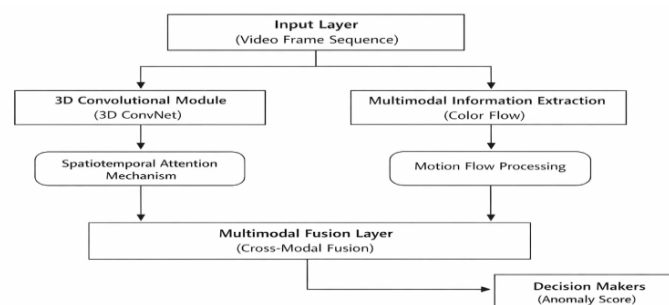 Input Layer
(Video Frame Sequence)
3D Convolutional Module
(3D ConvNet)
Multimodal Information Extraction
(Color Flow)
Spatiotemporal Attention
Mechanism
Motion Flow Processing
Multimodal Fusion Layer
(Cross-Modal Fusion)
Decision Makers
(Anomaly Score)